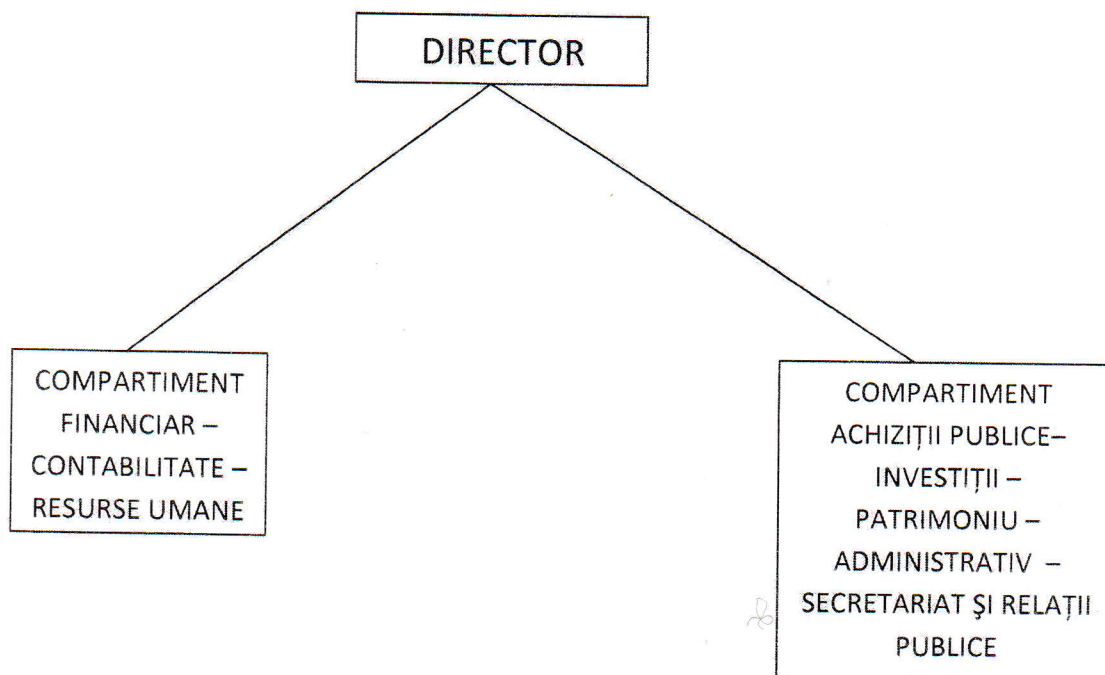 DIRECTOR
COMPARTIMENT
FINANCIAR –
CONTABILITATE –
RESURSE UMANE
COMPARTIMENT
ACHIZIȚII PUBLICE–
INVESTIȚII –
PATRIMONIU –
ADMINISTRATIV –
SECRETARIAT ŞI RELAȚII
PUBLICE